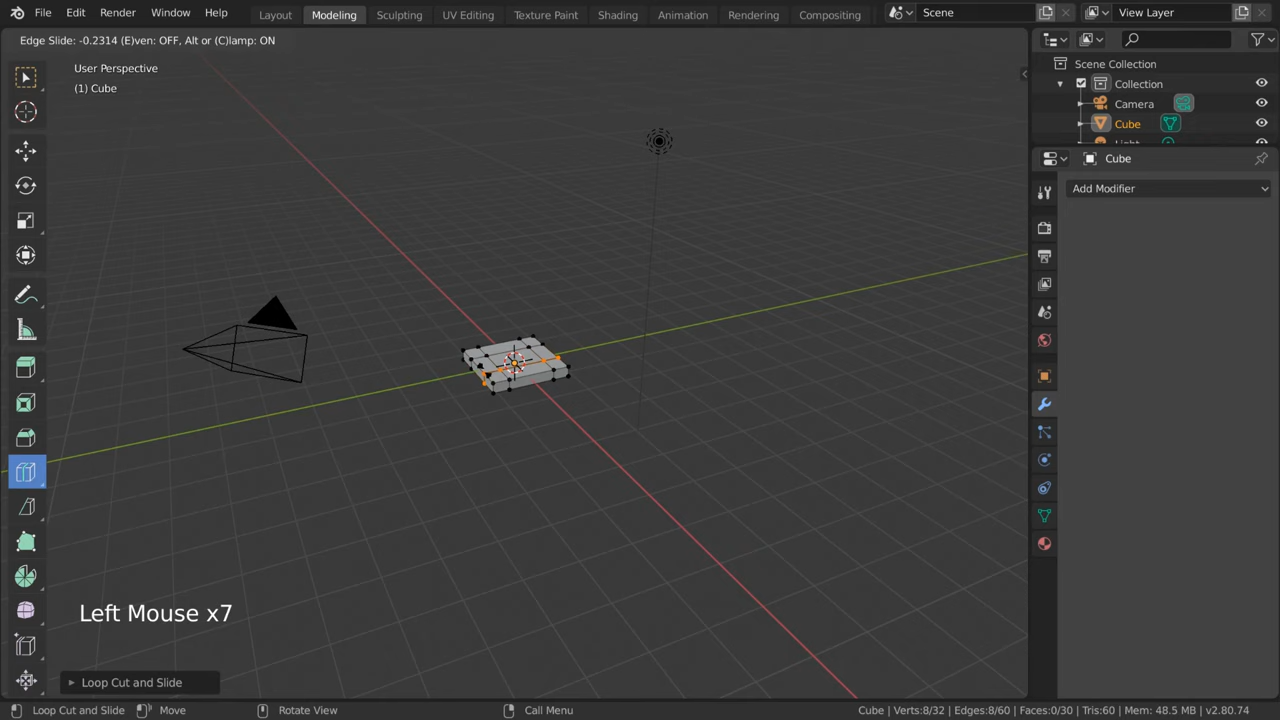 File Edit Render Window Help Layout Modeling Sculpting UV Editing Texture Paint Shading Animation Rendering Compositing Scene View Layer
Edge Slide: -0.2314 (E)ven: OFF, Alt or (C)lamp: ON
User Perspective
(1) Cube
Scene Collection
Collection
Camera
Cube
Cube
Add Modifier
Left Mouse x7
Loop Cut and Slide
Loop Cut and Slide Move Rotate View Call Menu Cube | Verts:8/32 | Edges:8/60 | Faces:0/30 | Tris:60 | Mem: 48.5 MB | v2.80.74